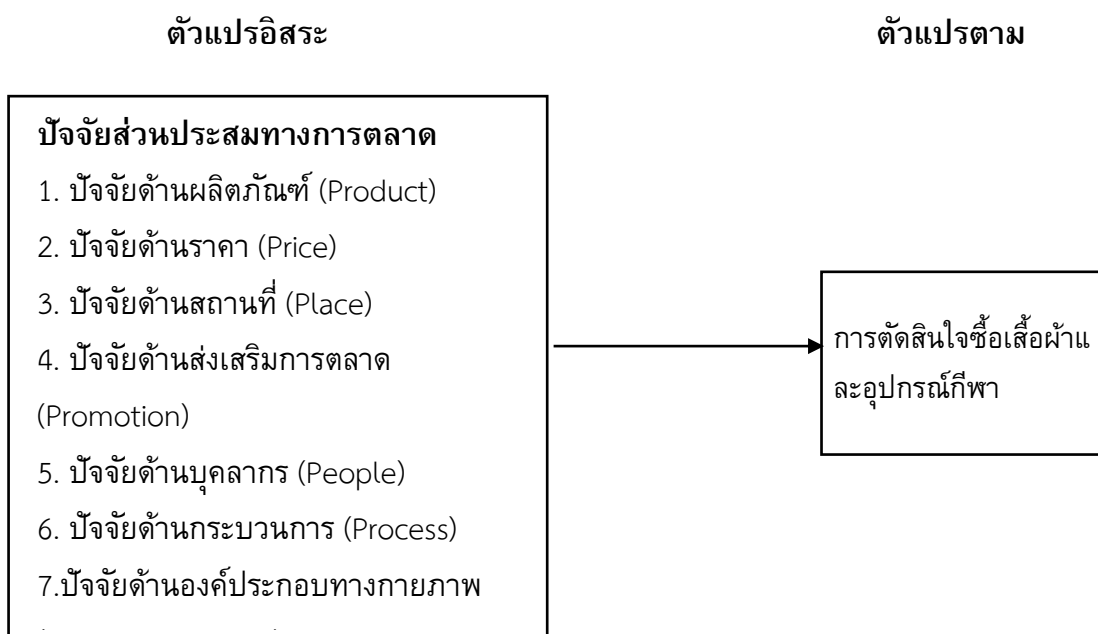 ตัวแปรอิสระ
ตัวแปรตาม
ปัจจัยส่วนประสมทางการตลาด
1. ปัจจัยด้านผลิตภัณฑ์ (Product)
2. ปัจจัยด้านราคา (Price)
3. ปัจจัยด้านสถานที่ (Place)
4. ปัจจัยด้านส่งเสริมการตลาด
(Promotion)
5. ปัจจัยด้านบุคลากร (People)
6. ปัจจัยด้านกระบวนการ (Process)
7.ปัจจัยด้านองค์ประกอบทางกายภาพ
การตัดสินใจซื้อเสื้อผ้าแ
ละอุปกรณ์กีฬา